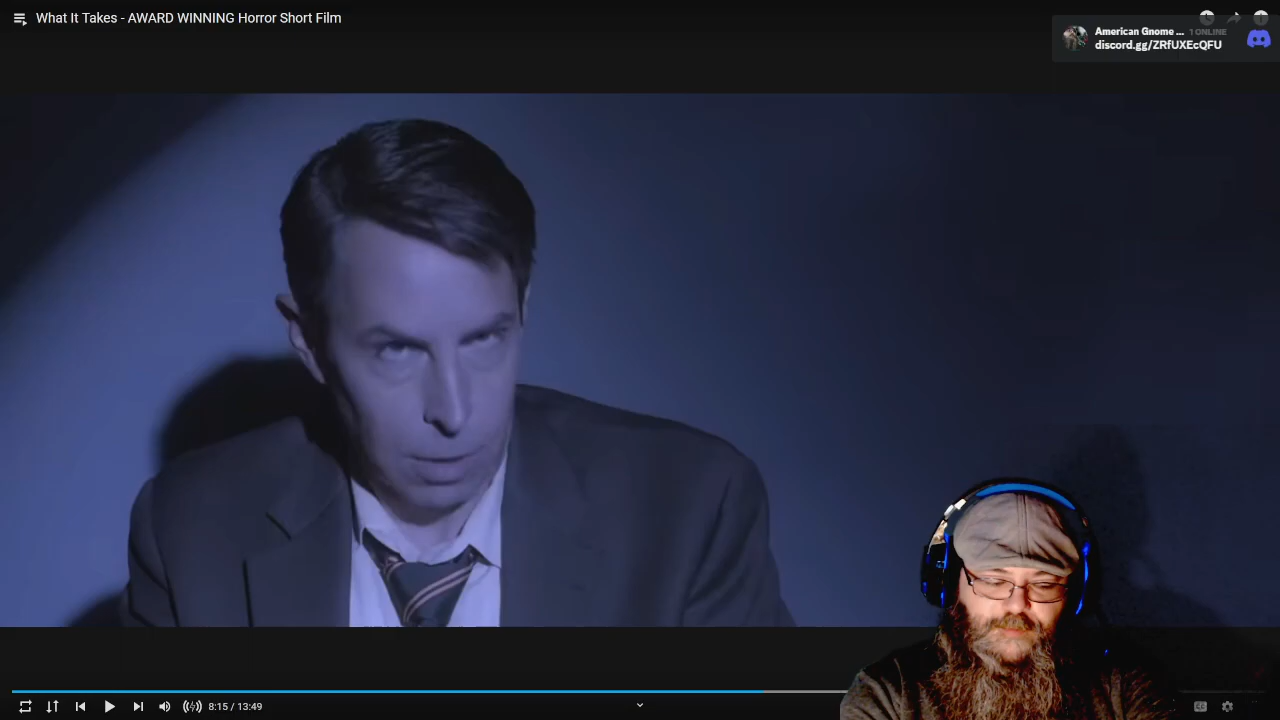 What It Takes - AWARD WINNING Horror Short Film
American Gnome ... 1 ONLINE
discord.gg/ZRfUXEcQFU
8:15 / 13:49